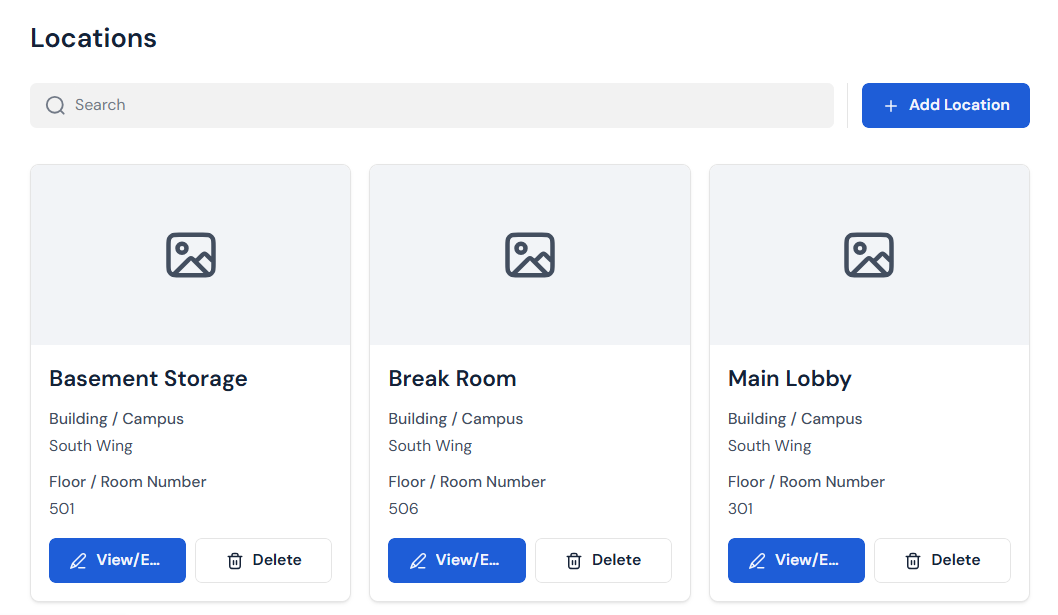 Locations
Search
+ Add Location
Basement Storage
Building / Campus
South Wing
Floor / Room Number
501
View/E...
Delete
Break Room
Building / Campus
South Wing
Floor / Room Number
506
View/E...
Delete
Main Lobby
Building / Campus
South Wing
Floor / Room Number
301
View/E...
Delete